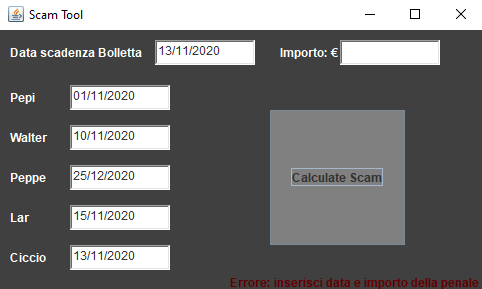 Scam Tool
Data scadenza Bolletta 13/11/2020 Importo: €
Pepi 01/11/2020
Walter 10/11/2020
Peppe 25/12/2020
Calculate Scam
Lar 15/11/2020
Ciccio 13/11/2020
Errore: inserisci data e importo della penale